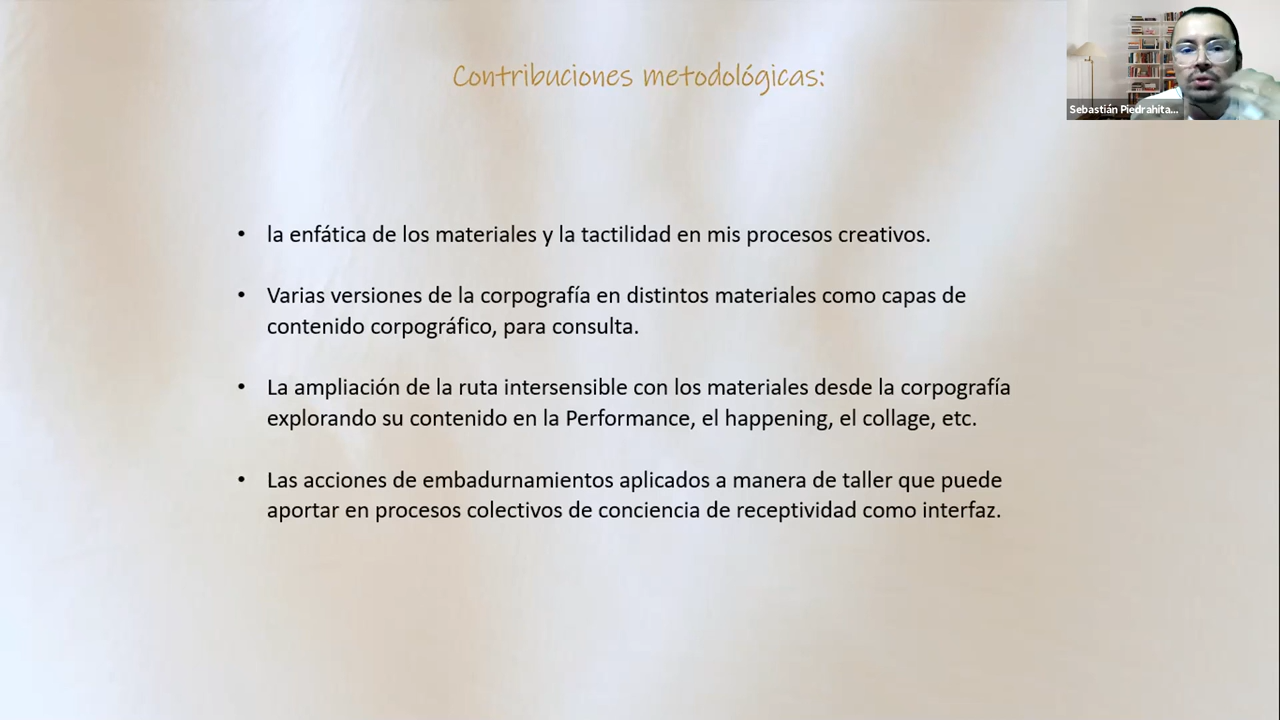 Contribuciones metodológicas:
Sebastián Piedrahita...
• la enfática de los materiales y la tactilidad en mis procesos creativos.
• Varias versiones de la corpografía en distintos materiales como capas de
contenido corpográfico, para consulta.
• La ampliación de la ruta intersensible con los materiales desde la corpografía
explorando su contenido en la Performance, el happening, el collage, etc.
• Las acciones de embadurnamientos aplicados a manera de taller que puede
aportar en procesos colectivos de conciencia de receptividad como interfaz.